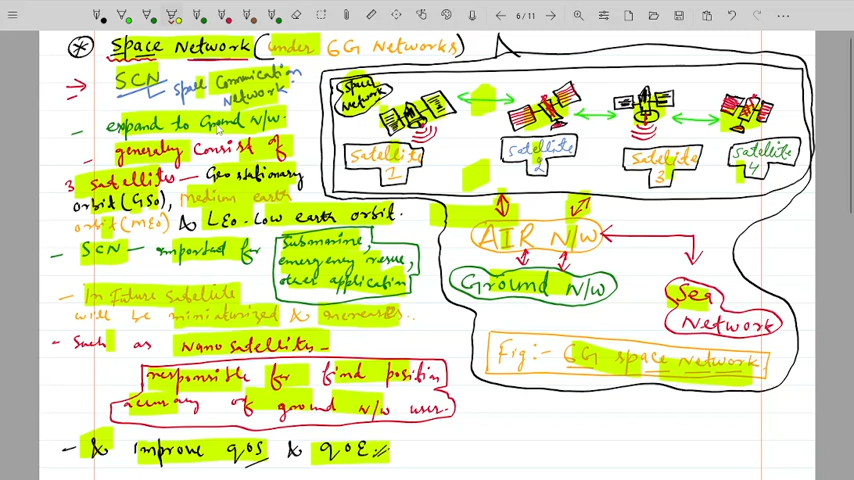 6/11
* Space Network (under 6G Networks)
→ SCN
Space Communication
Network.
- expand to Ground N/W.
- generally consist of
3 satellites - Geo stationary
orbit (GSO), medium earth
orbit (MEO) & LEO - Low earth orbit.
- SCN - important for
Submarine,
emergency rescue,
other application
- In Future satellite
will be miniaturized & increases..
- Such as Nano satellites -
responsible for find position
accuracy of ground N/W user.
- & improve QOS & QOE
Space
Network
Satellite
1
Satellite
2
Satellite
3
Satellite
4
AIR N/W
Ground N/W
Sea
Network
Fig:- 6G space Network.